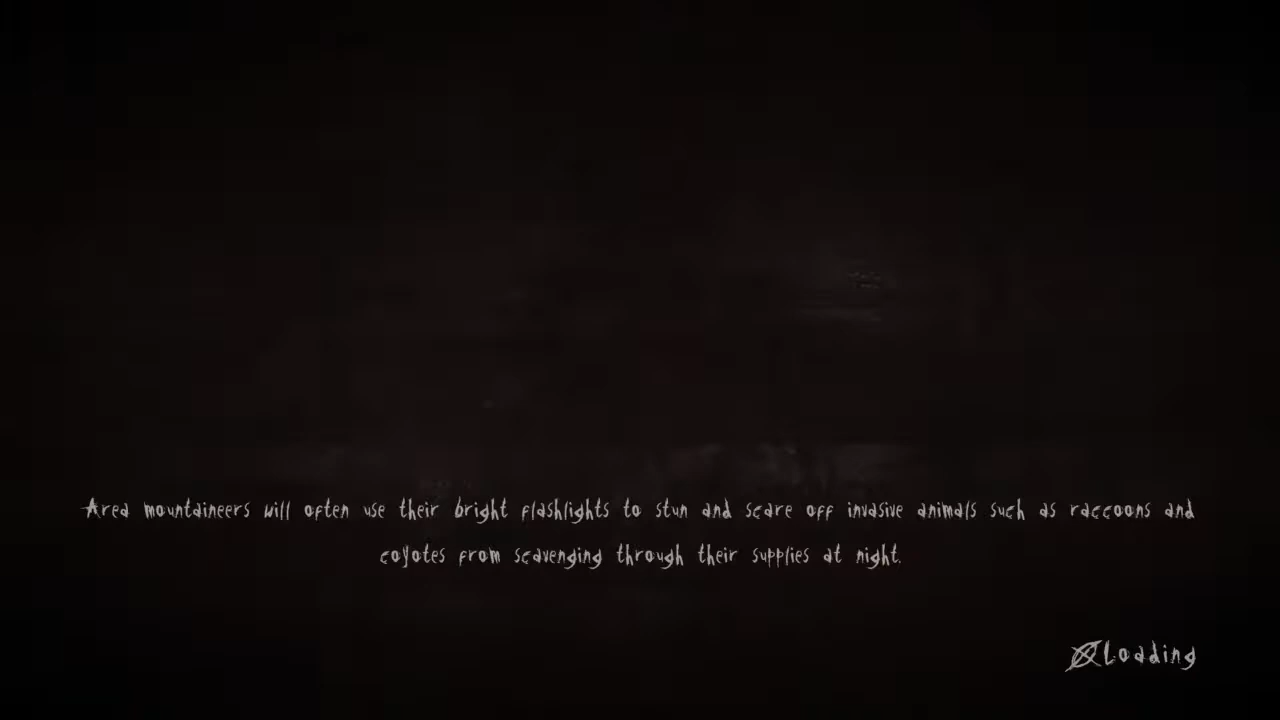 Area mountaineers will often use their bright flashlights to stun and scare off invasive animals such as raccoons and
coyotes from scavenging through their supplies at night.
Loading